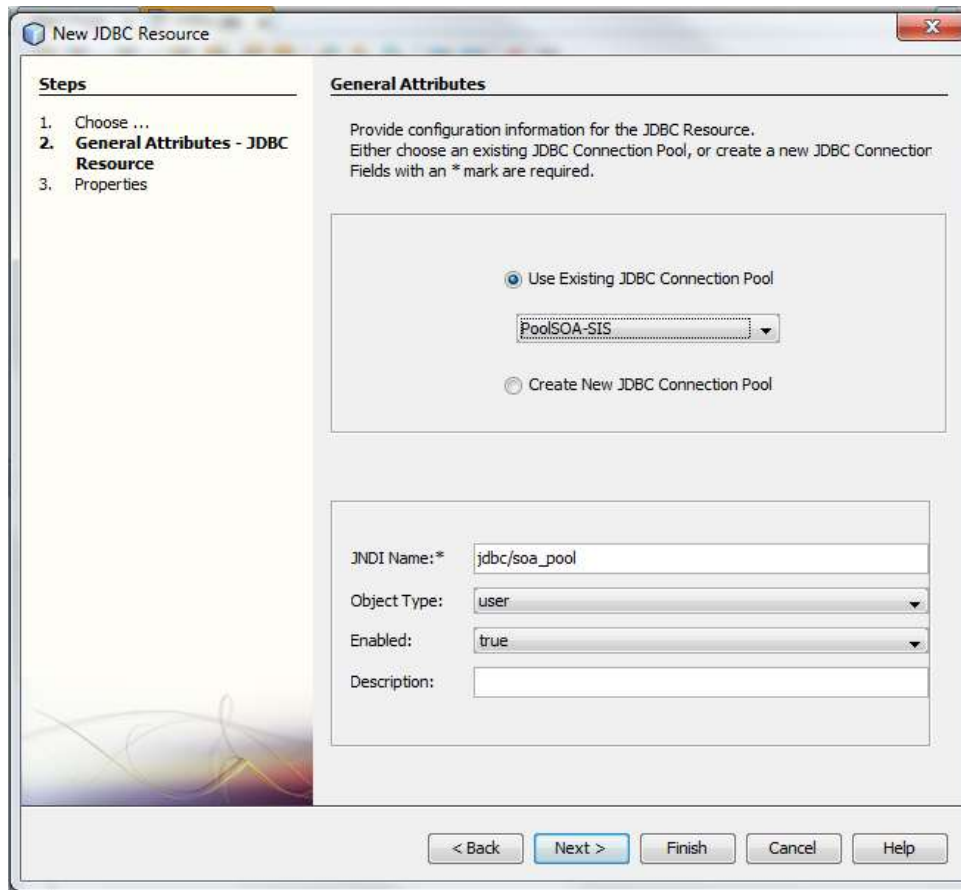 New JDBC Resource
Steps
1. Choose ...
2. General Attributes - JDBC
Resource
3. Properties
General Attributes
Provide configuration information for the JDBC Resource.
Either choose an existing JDBC Connection Pool, or create a new JDBC Connection
Fields with an * mark are required.
Use Existing JDBC Connection Pool
PoolSOA-SIS
Create New JDBC Connection Pool
JNDI Name:* jdbc/soa_pool
Object Type: user
Enabled: true
Description:
< Back Next > Finish Cancel Help